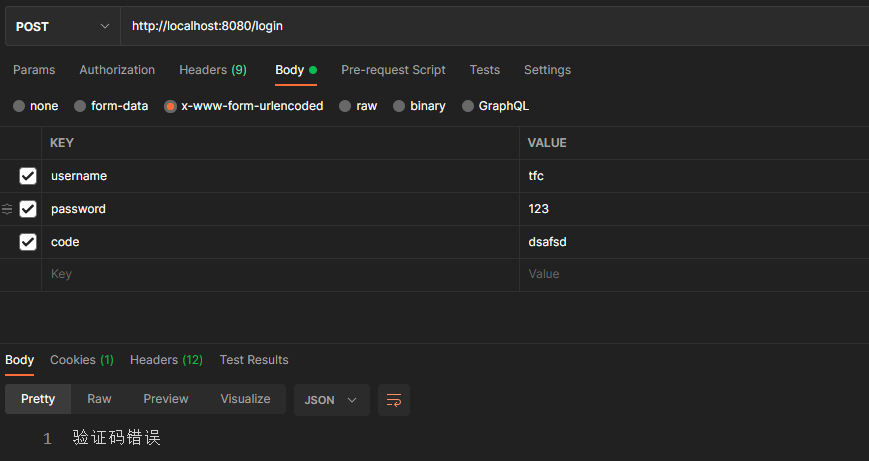 POST http://localhost:8080/login
Params Authorization Headers (9) Body Pre-request Script Tests Settings
none form-data x-www-form-urlencoded raw binary GraphQL
KEY VALUE
username tfc
password 123
code dsafsd
Key Value
Body Cookies (1) Headers (12) Test Results
Pretty Raw Preview Visualize JSON
1 验证码错误